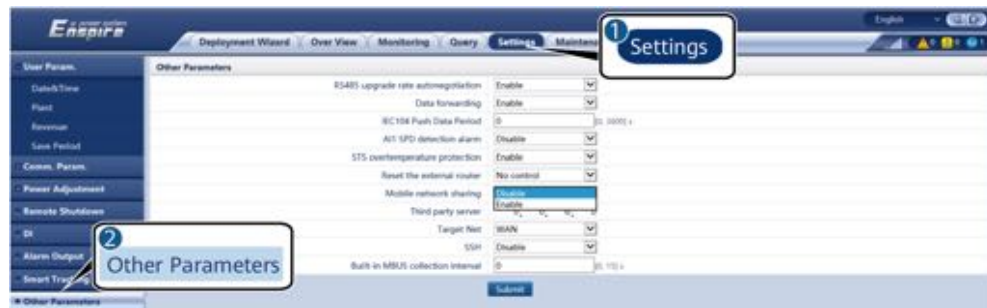 English
Enspire
Deployment Wizard Over View Monitoring Query Settings
1 Settings
User Param.
Date&Time
Plant
Revenue
Save Period
Comm. Param.
Power Adjustment
Remote Shutdown
DI
Alarm Output
Other Parameters
Other Parameters
RS485 upgrade rate autonegotiation Enable
Data forwarding Enable
IEC104 Push Data Period 0
AI1 SPD detection alarm Disable
STS overtemperature protection Enable
Reset the external router No control
Mobile network sharing Disable
Enable
Third party server
Target Net WAN
SSH Disable
Built-in MBUS collection interval 0
Submit
2
Other Parameters